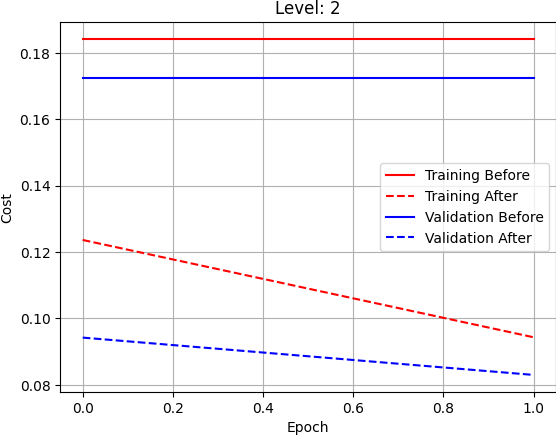 Level: 2
Cost
0.18
0.16
0.14
0.12
0.10
0.08
Training Before
Training After
Validation Before
Validation After
0.0 0.2 0.4 0.6 0.8 1.0
Epoch